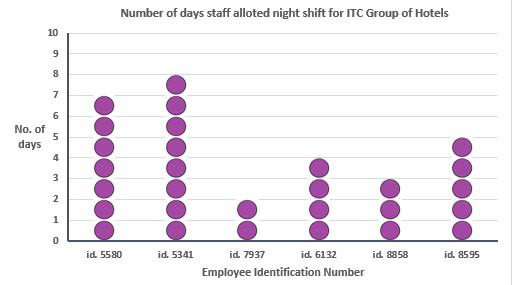 Number of days staff alloted night shift for ITC Group of Hotels
10
9
8
7
6
No. of
days
5
4
3
2
1
0
id. 5580 id. 5341 id. 7937 id. 6132 id. 8858 id. 8595
Employee Identification Number